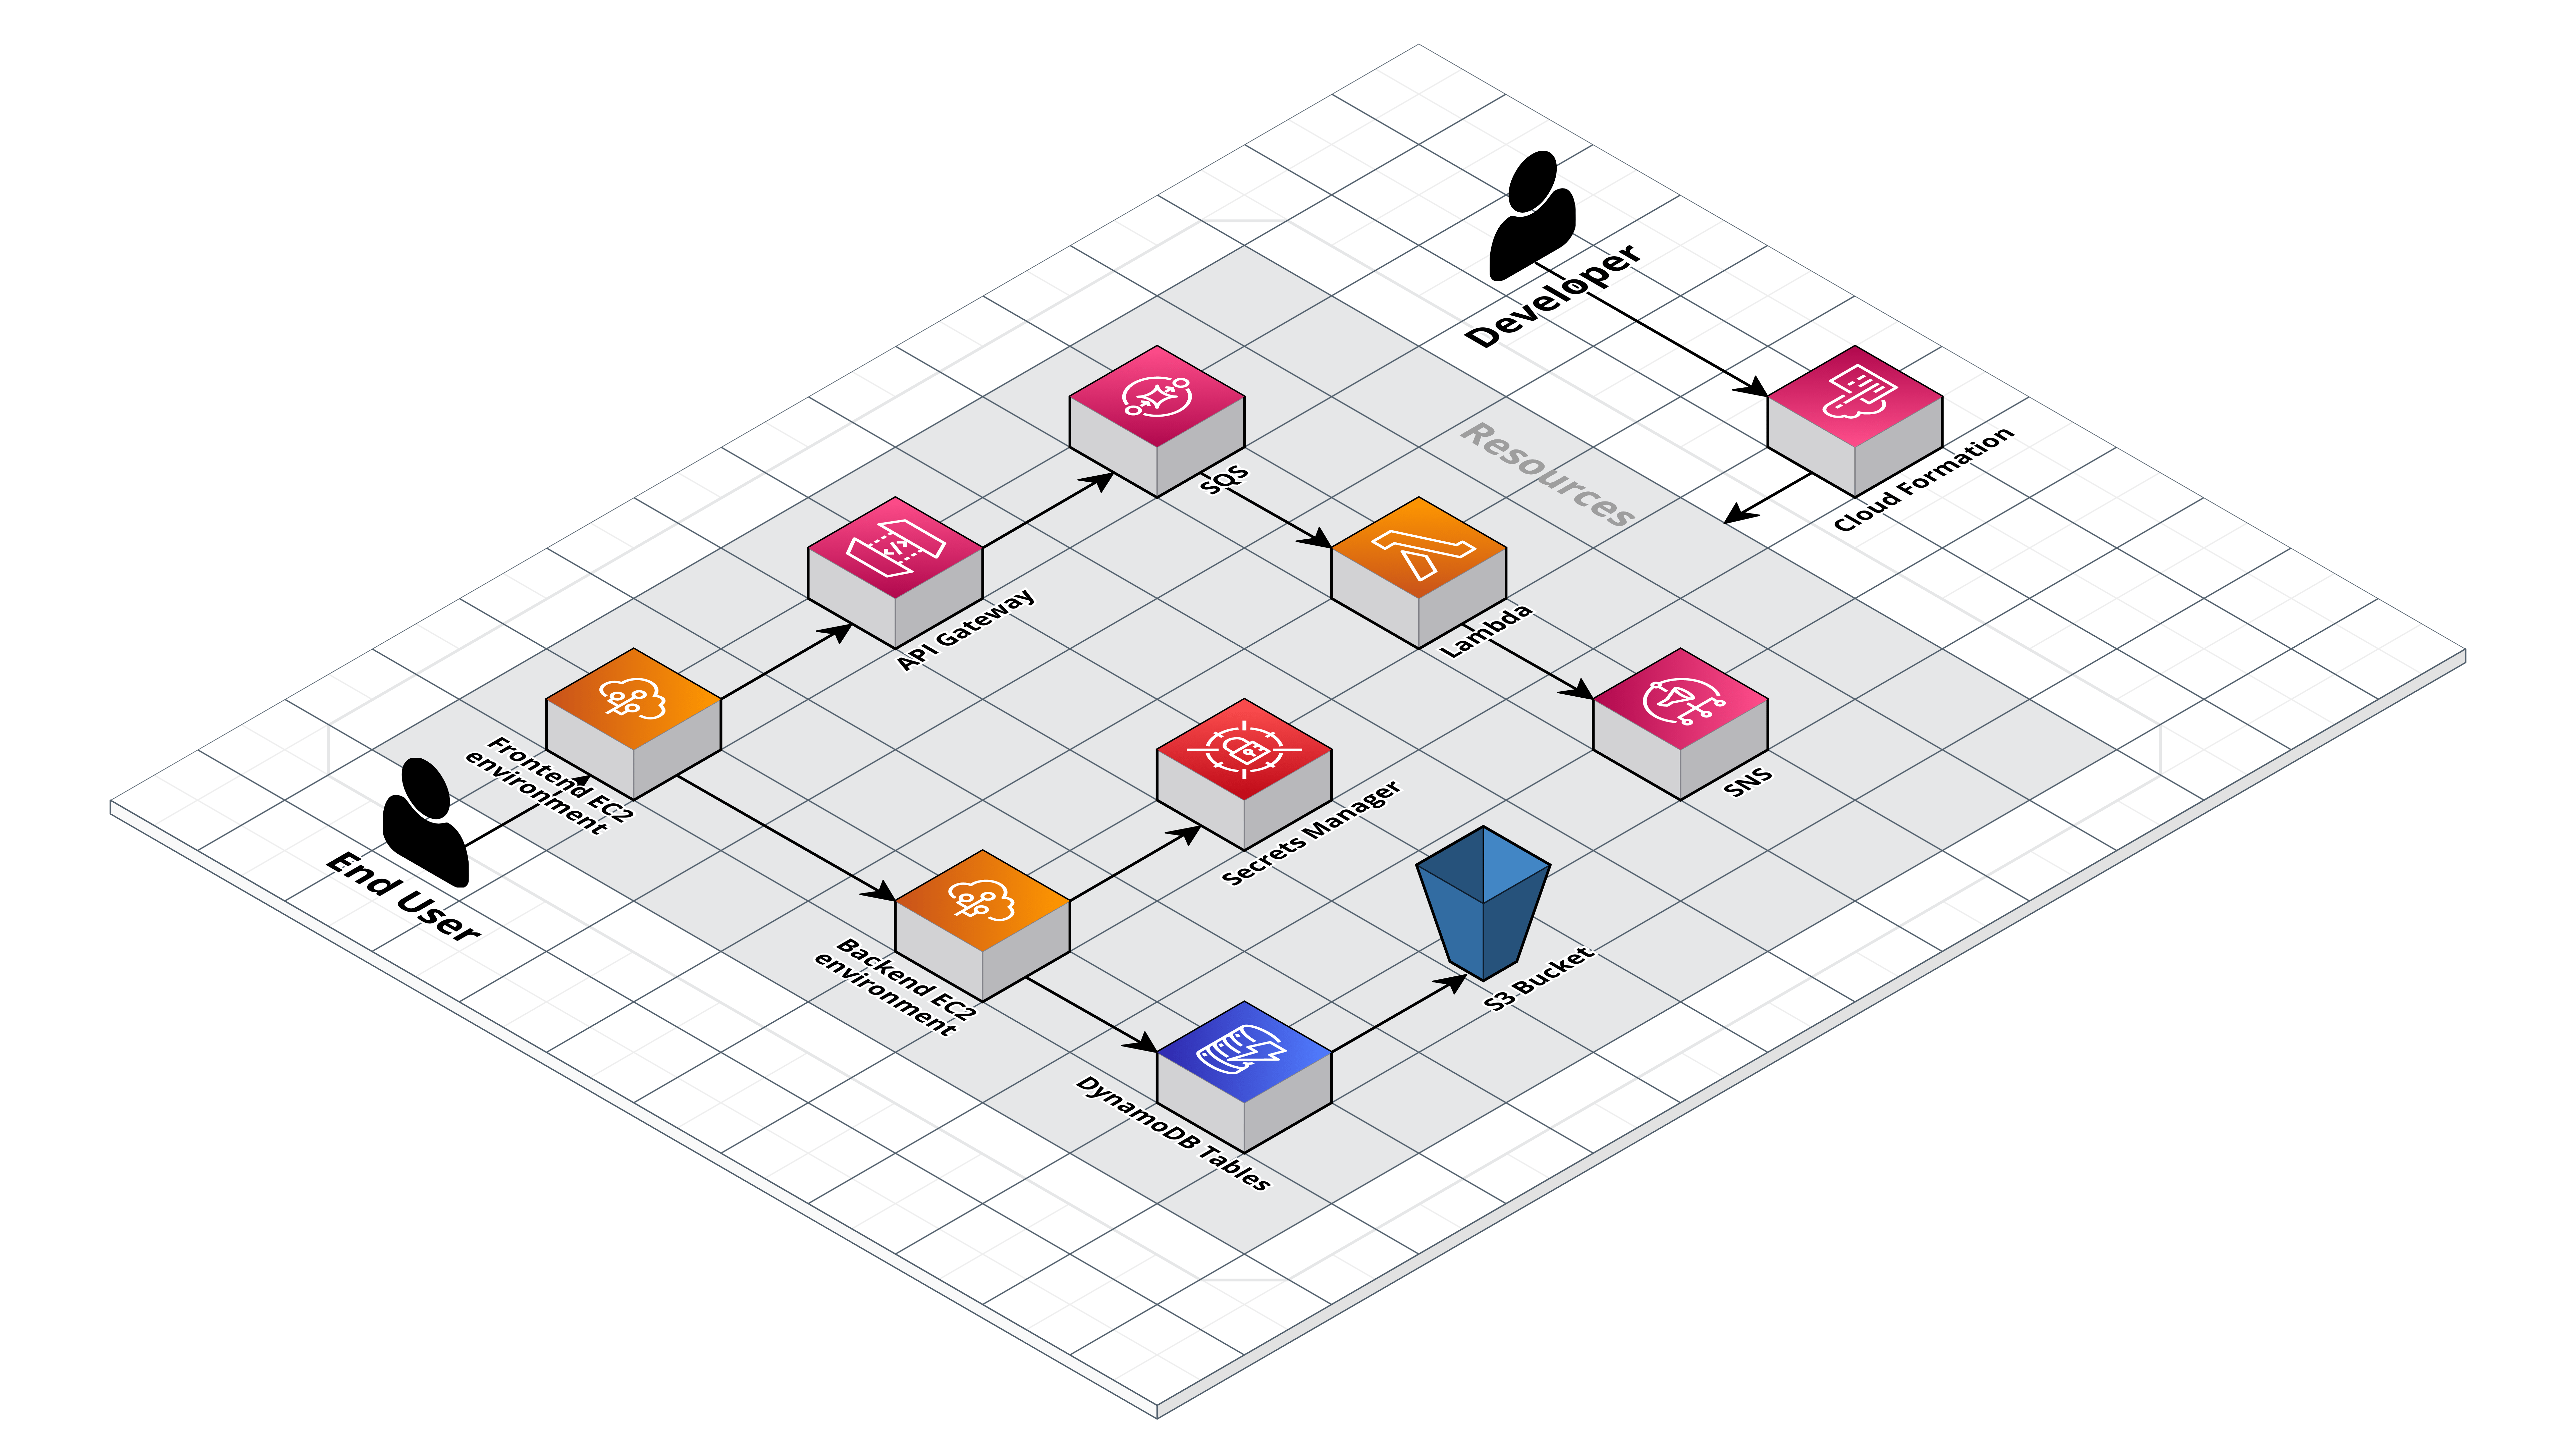 Developer
Cloud Formation
Resources
SQS
Lambda
API Gateway
SNS
Frontend EC2
environment
End User
Secrets Manager
Backend EC2
environment
S3 Bucket
DynamoDB Tables